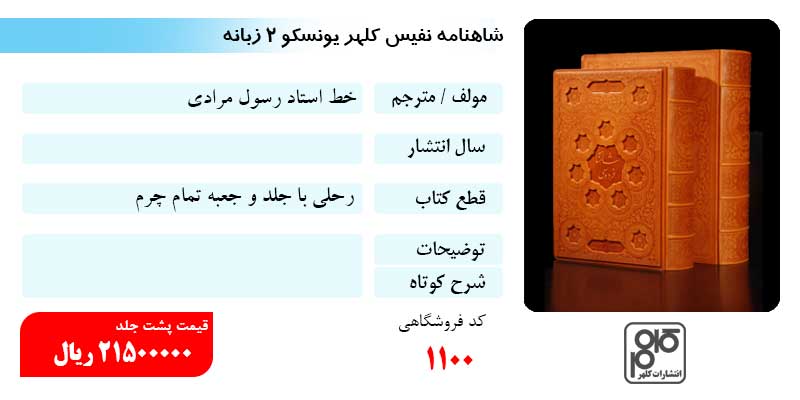 شاهنامه نفیس کلهر یونسکو ۲ زبانه
مولف / مترجم
خط استاد رسول مرادی
سال انتشار
قطع کتاب
رحلی با جلد و جعبه تمام چرم
توضیحات
شرح کوتاه
کد فروشگاهی
۱۱۰۰
قیمت پشت جلد
۲۱۵۰۰۰۰۰ ریال
انتشارات کلهر